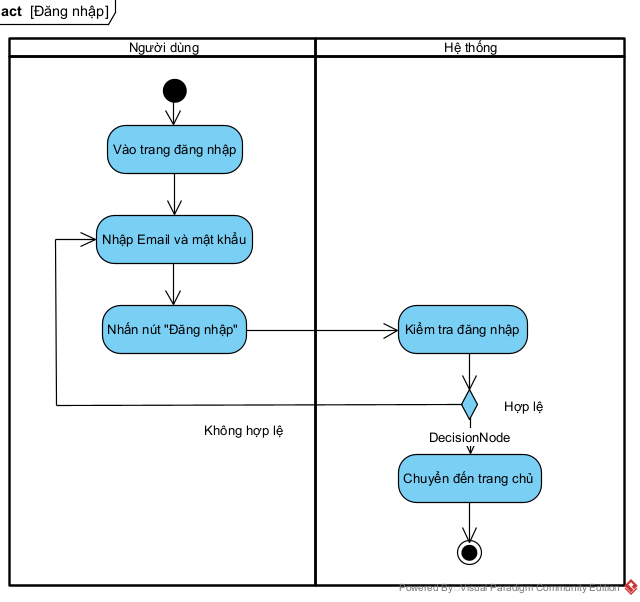 act [Đăng nhập]
Người dùng
Hệ thống
Vào trang đăng nhập
Nhập Email và mật khẩu
Nhấn nút "Đăng nhập"
Kiểm tra đăng nhập
Hợp lệ
Không hợp lệ
DecisionNode
Chuyển đến trang chủ
Powered By Visual Paradigm Community Edition